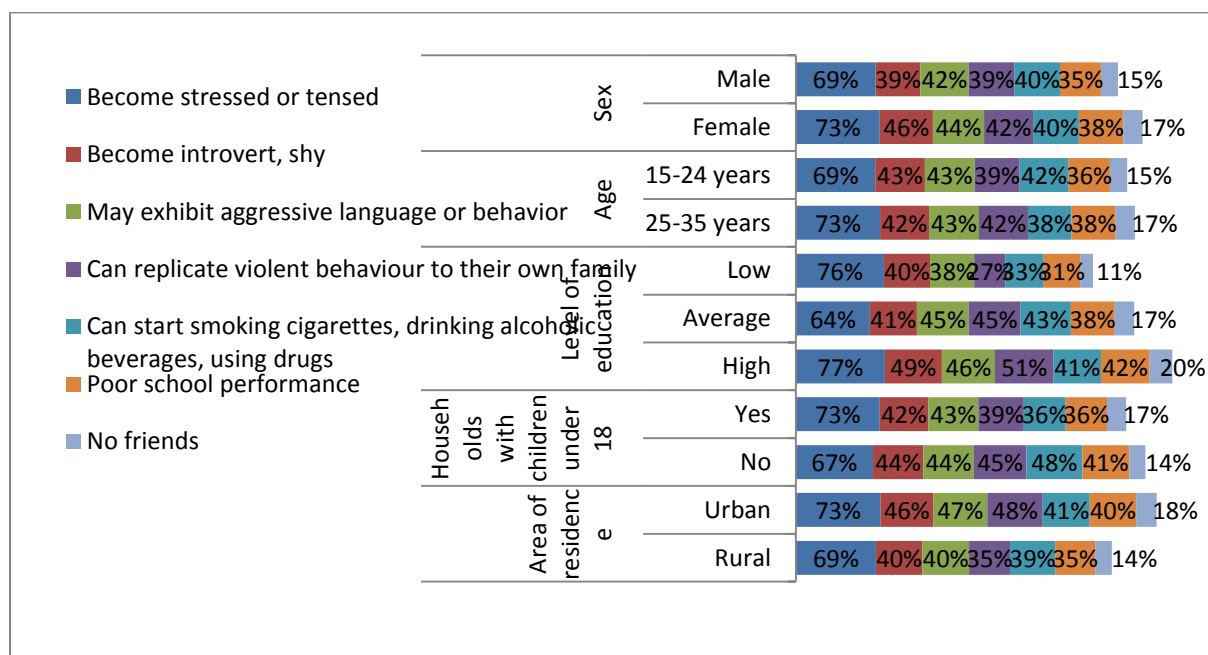 Become stressed or tensed
Become introvert, shy
May exhibit aggressive language or behavior
Can replicate violent behaviour to their own family
Can start smoking cigarettes, drinking alcoholic
beverages, using drugs
Poor school performance
No friends
Sex
Male
69% 39% 42% 39% 40% 35% 15%
Female
73% 46% 44% 42% 40% 38% 17%
Age
15-24 years
69% 43% 43% 39% 42% 36% 15%
25-35 years
73% 42% 43% 42% 38% 38% 17%
Level of
education
Low
76% 40% 38% 27% 33% 31% 11%
Average
64% 41% 45% 45% 43% 38% 17%
High
77% 49% 46% 51% 41% 42% 20%
Househ
olds
with
children
under
18
Yes
73% 42% 43% 39% 36% 36% 17%
No
67% 44% 44% 45% 48% 41% 14%
Area of
residenc
e
Urban
73% 46% 47% 48% 41% 40% 18%
Rural
69% 40% 40% 35% 39% 35% 14%